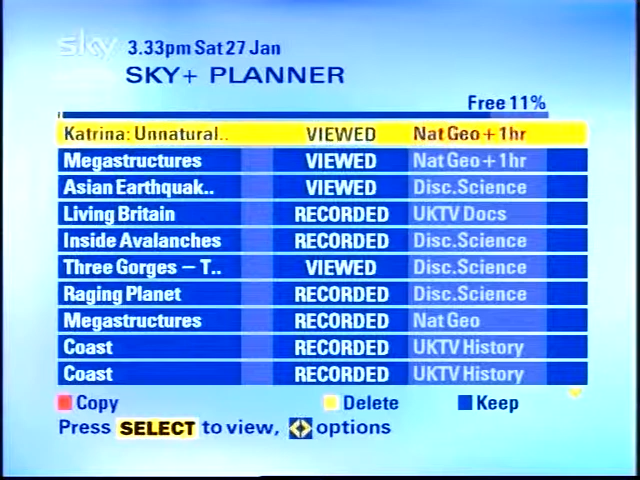 sky 3.33pm Sat 27 Jan
SKY+ PLANNER
Free 11%
Katrina: Unnatural.. VIEWED Nat Geo+1hr
Megastructures VIEWED Nat Geo+1hr
Asian Earthquak.. VIEWED Disc.Science
Living Britain RECORDED UKTV Docs
Inside Avalanches RECORDED Disc.Science
Three Gorges – T.. VIEWED Disc.Science
Raging Planet RECORDED Disc.Science
Megastructures RECORDED Nat Geo
Coast RECORDED UKTV History
Coast RECORDED UKTV History
Copy Delete Keep
Press SELECT to view, options